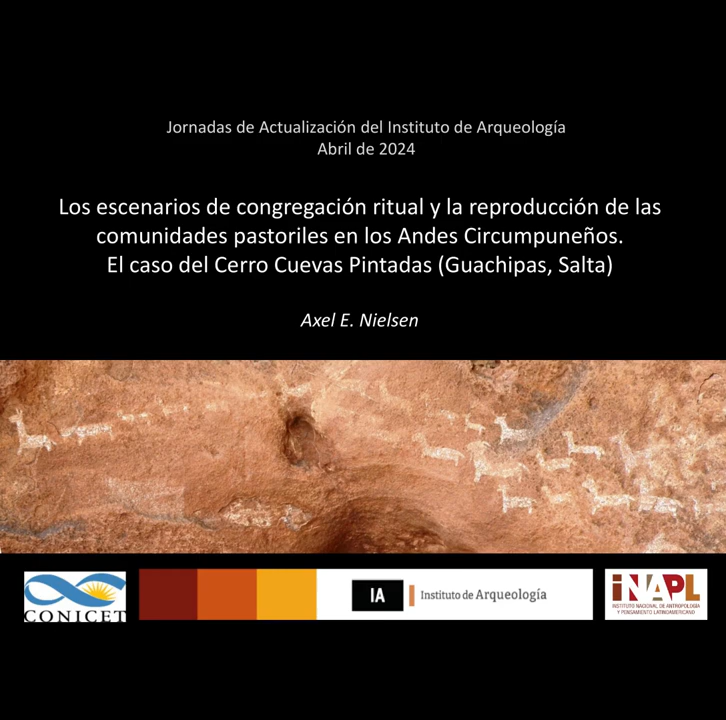 Jornadas de Actualización del Instituto de Arqueología
Abril de 2024
Los escenarios de congregación ritual y la reproducción de las
comunidades pastoriles en los Andes Circumpuneños.
El caso del Cerro Cuevas Pintadas (Guachipas, Salta)
Axel E. Nielsen
CONICET
IA
Instituto de Arqueología
iNAPL
INSTITUTO NACIONAL DE ANTROPOLOGÍA
Y PENSAMIENTO LATINOAMERICANO